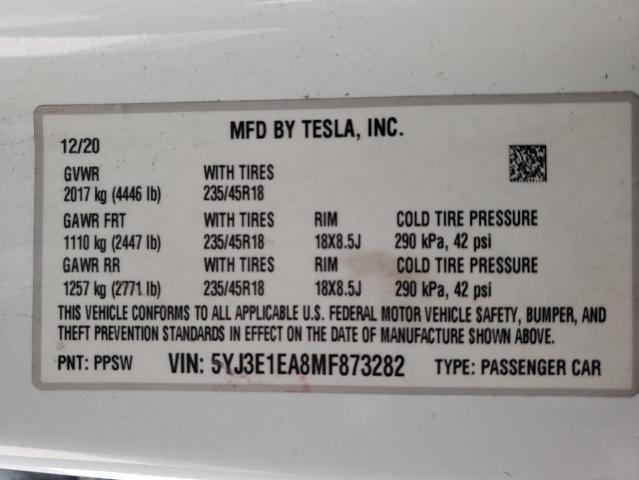 MFD BY TESLA, INC.
12/20
GVWR WITH TIRES
2017 kg (4446 lb) 235/45R18
GAWR FRT WITH TIRES RIM COLD TIRE PRESSURE
1110 kg (2447 lb) 235/45R18 18X8.5J 290 kPa, 42 psi
GAWR RR WITH TIRES RIM COLD TIRE PRESSURE
1257 kg (2771 lb) 235/45R18 18X8.5J 290 kPa, 42 psi
THIS VEHICLE CONFORMS TO ALL APPLICABLE U.S. FEDERAL MOTOR VEHICLE SAFETY, BUMPER, AND
THEFT PREVENTION STANDARDS IN EFFECT ON THE DATE OF MANUFACTURE SHOWN ABOVE.
PNT: PPSW VIN: 5YJ3E1EA8MF873282 TYPE: PASSENGER CAR